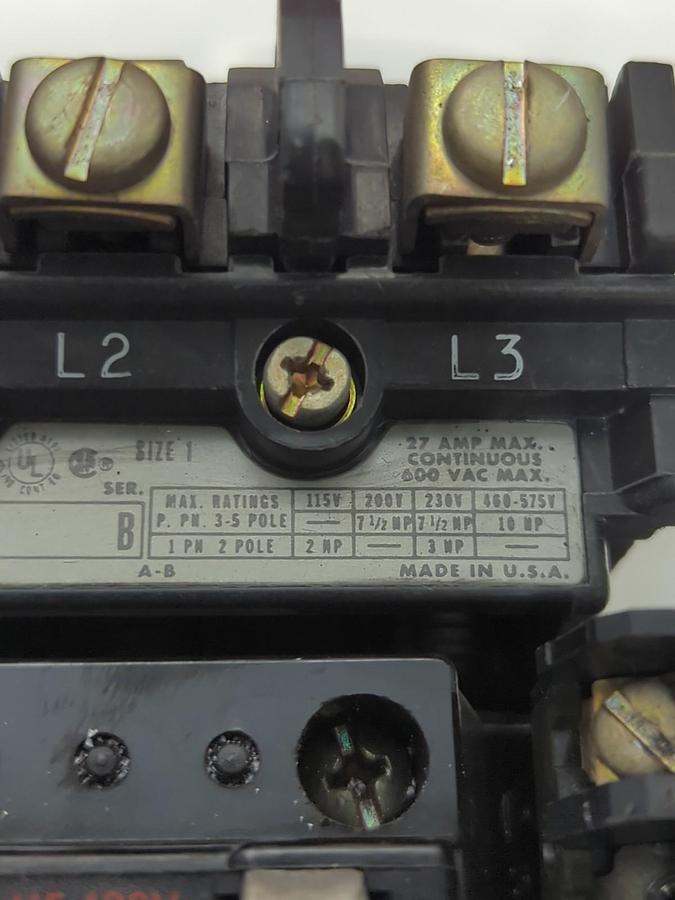 L2 L3
UL
SIZE 1
27 AMP MAX.
CONTINUOUS
600 VAC MAX.
SER.
B
MAX. RATINGS 115V 200V 230V 460-575V
P. PH. 3-5 POLE — 7 1/2 HP 7 1/2 HP 10 HP
1 PH 2 POLE 2 HP — 3 HP —
A-B MADE IN U.S.A.